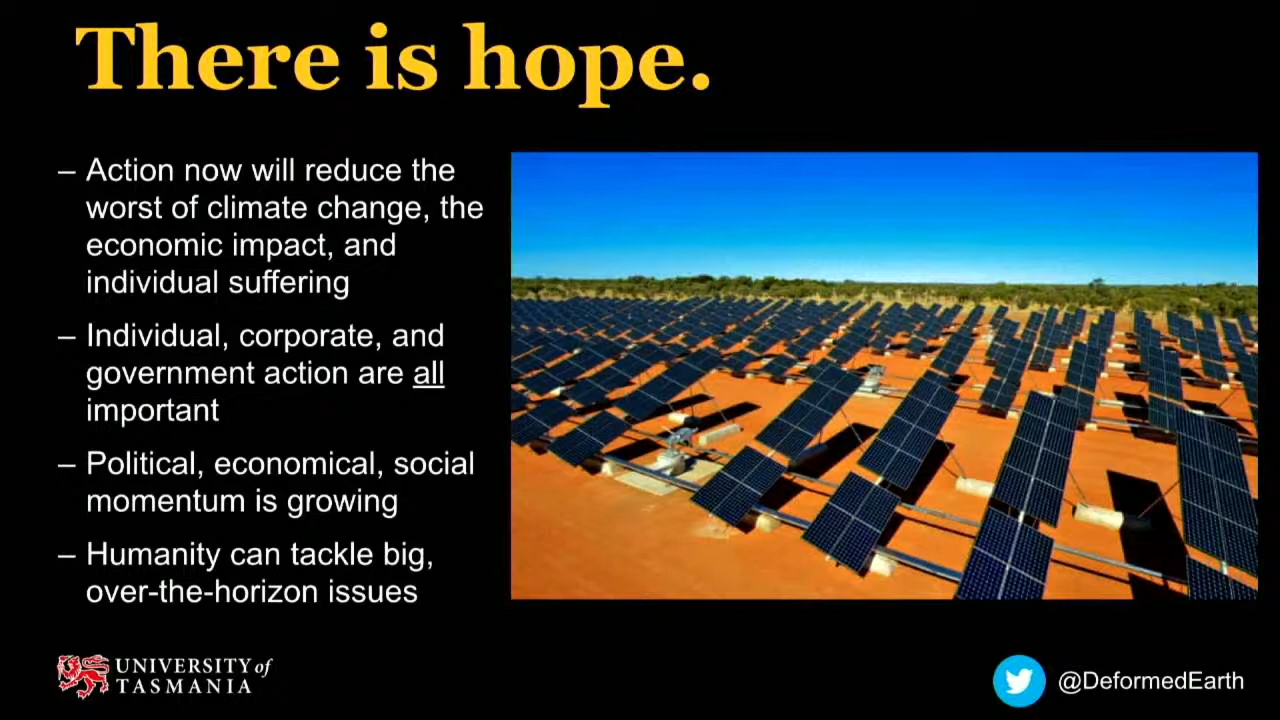 There is hope.
– Action now will reduce the
worst of climate change, the
economic impact, and
individual suffering
– Individual, corporate, and
government action are all
important
– Political, economical, social
momentum is growing
– Humanity can tackle big,
over-the-horizon issues
UNIVERSITY of
TASMANIA
@DeformedEarth